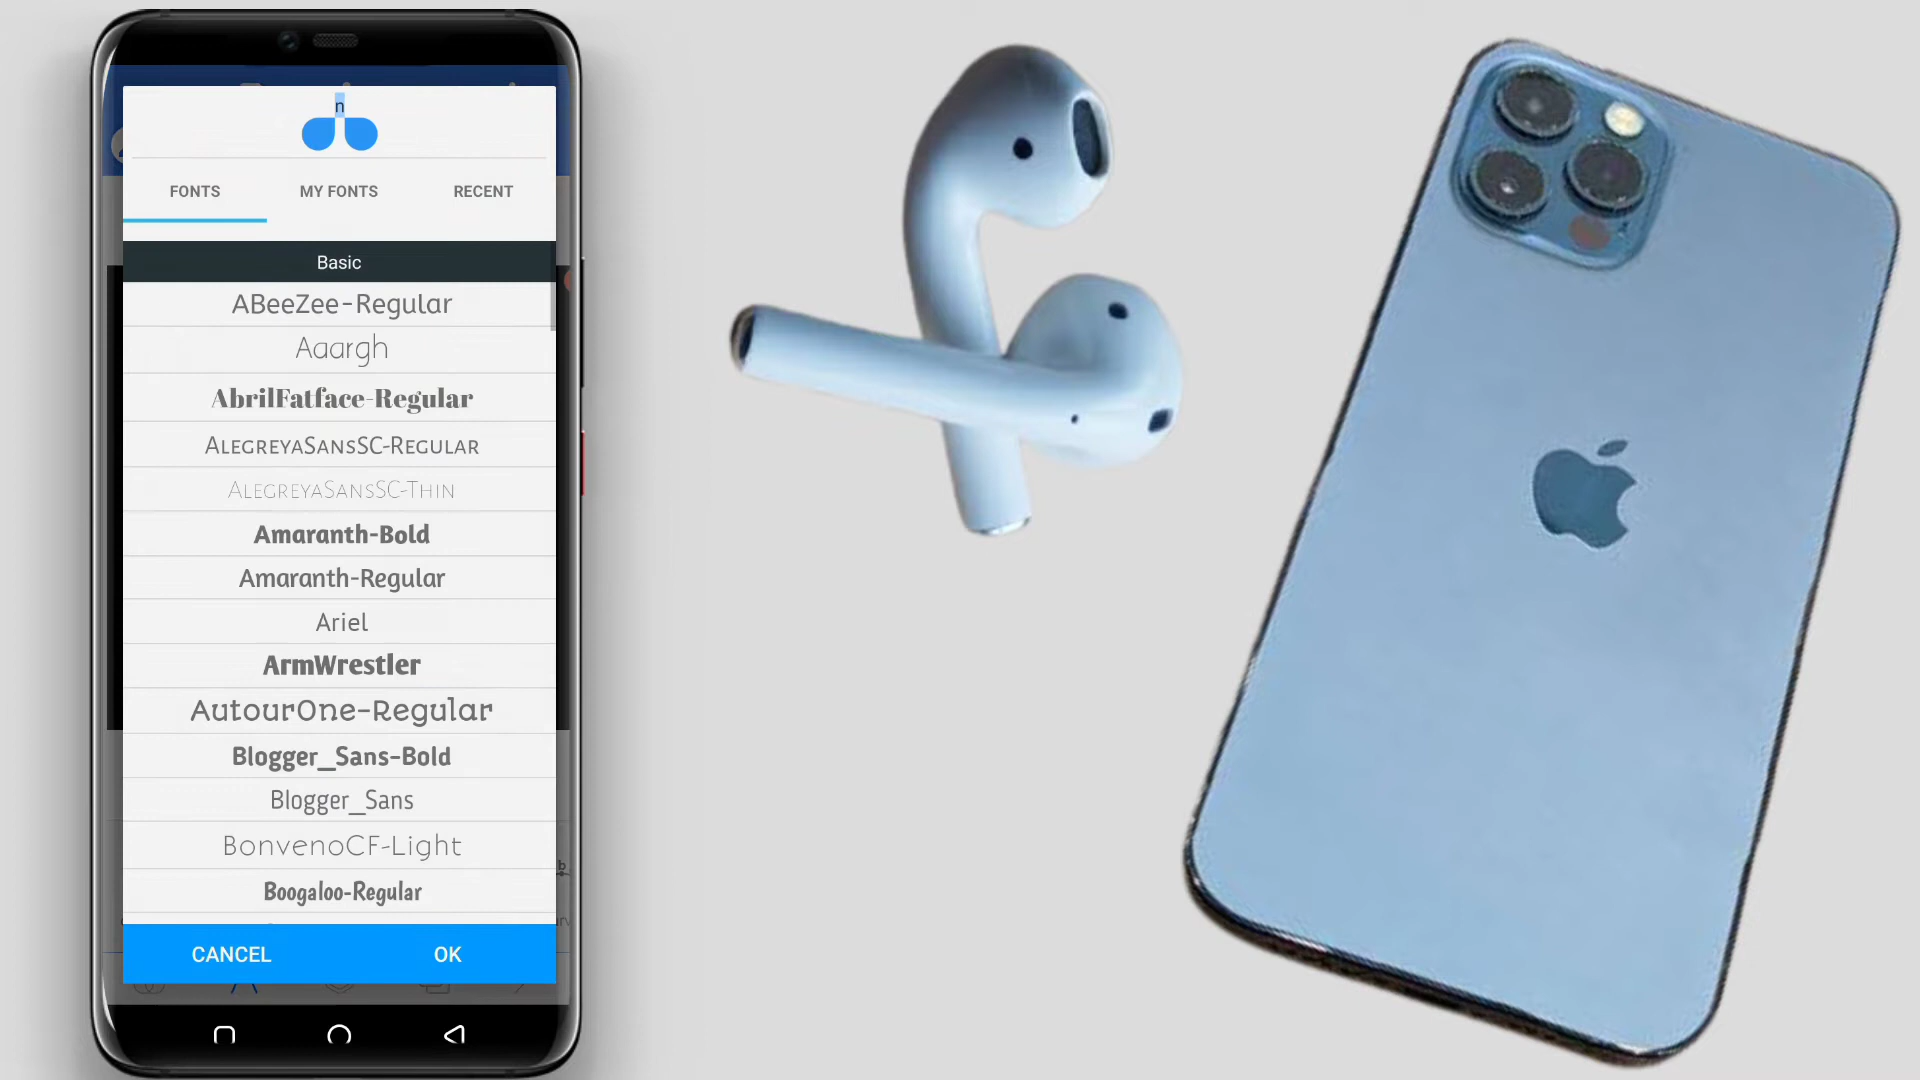 n
FONTS
MY FONTS
RECENT
Basic
ABeeZee-Regular
Aaargh
AbrilFatface-Regular
AlegreyaSansSC-Regular
AlegreyaSansSC-Thin
Amaranth-Bold
Amaranth-Regular
Ariel
ArmWrestler
AutourOne-Regular
Blogger_Sans-Bold
Blogger_Sans
BonvenoCF-Light
Boogaloo-Regular
CANCEL
OK